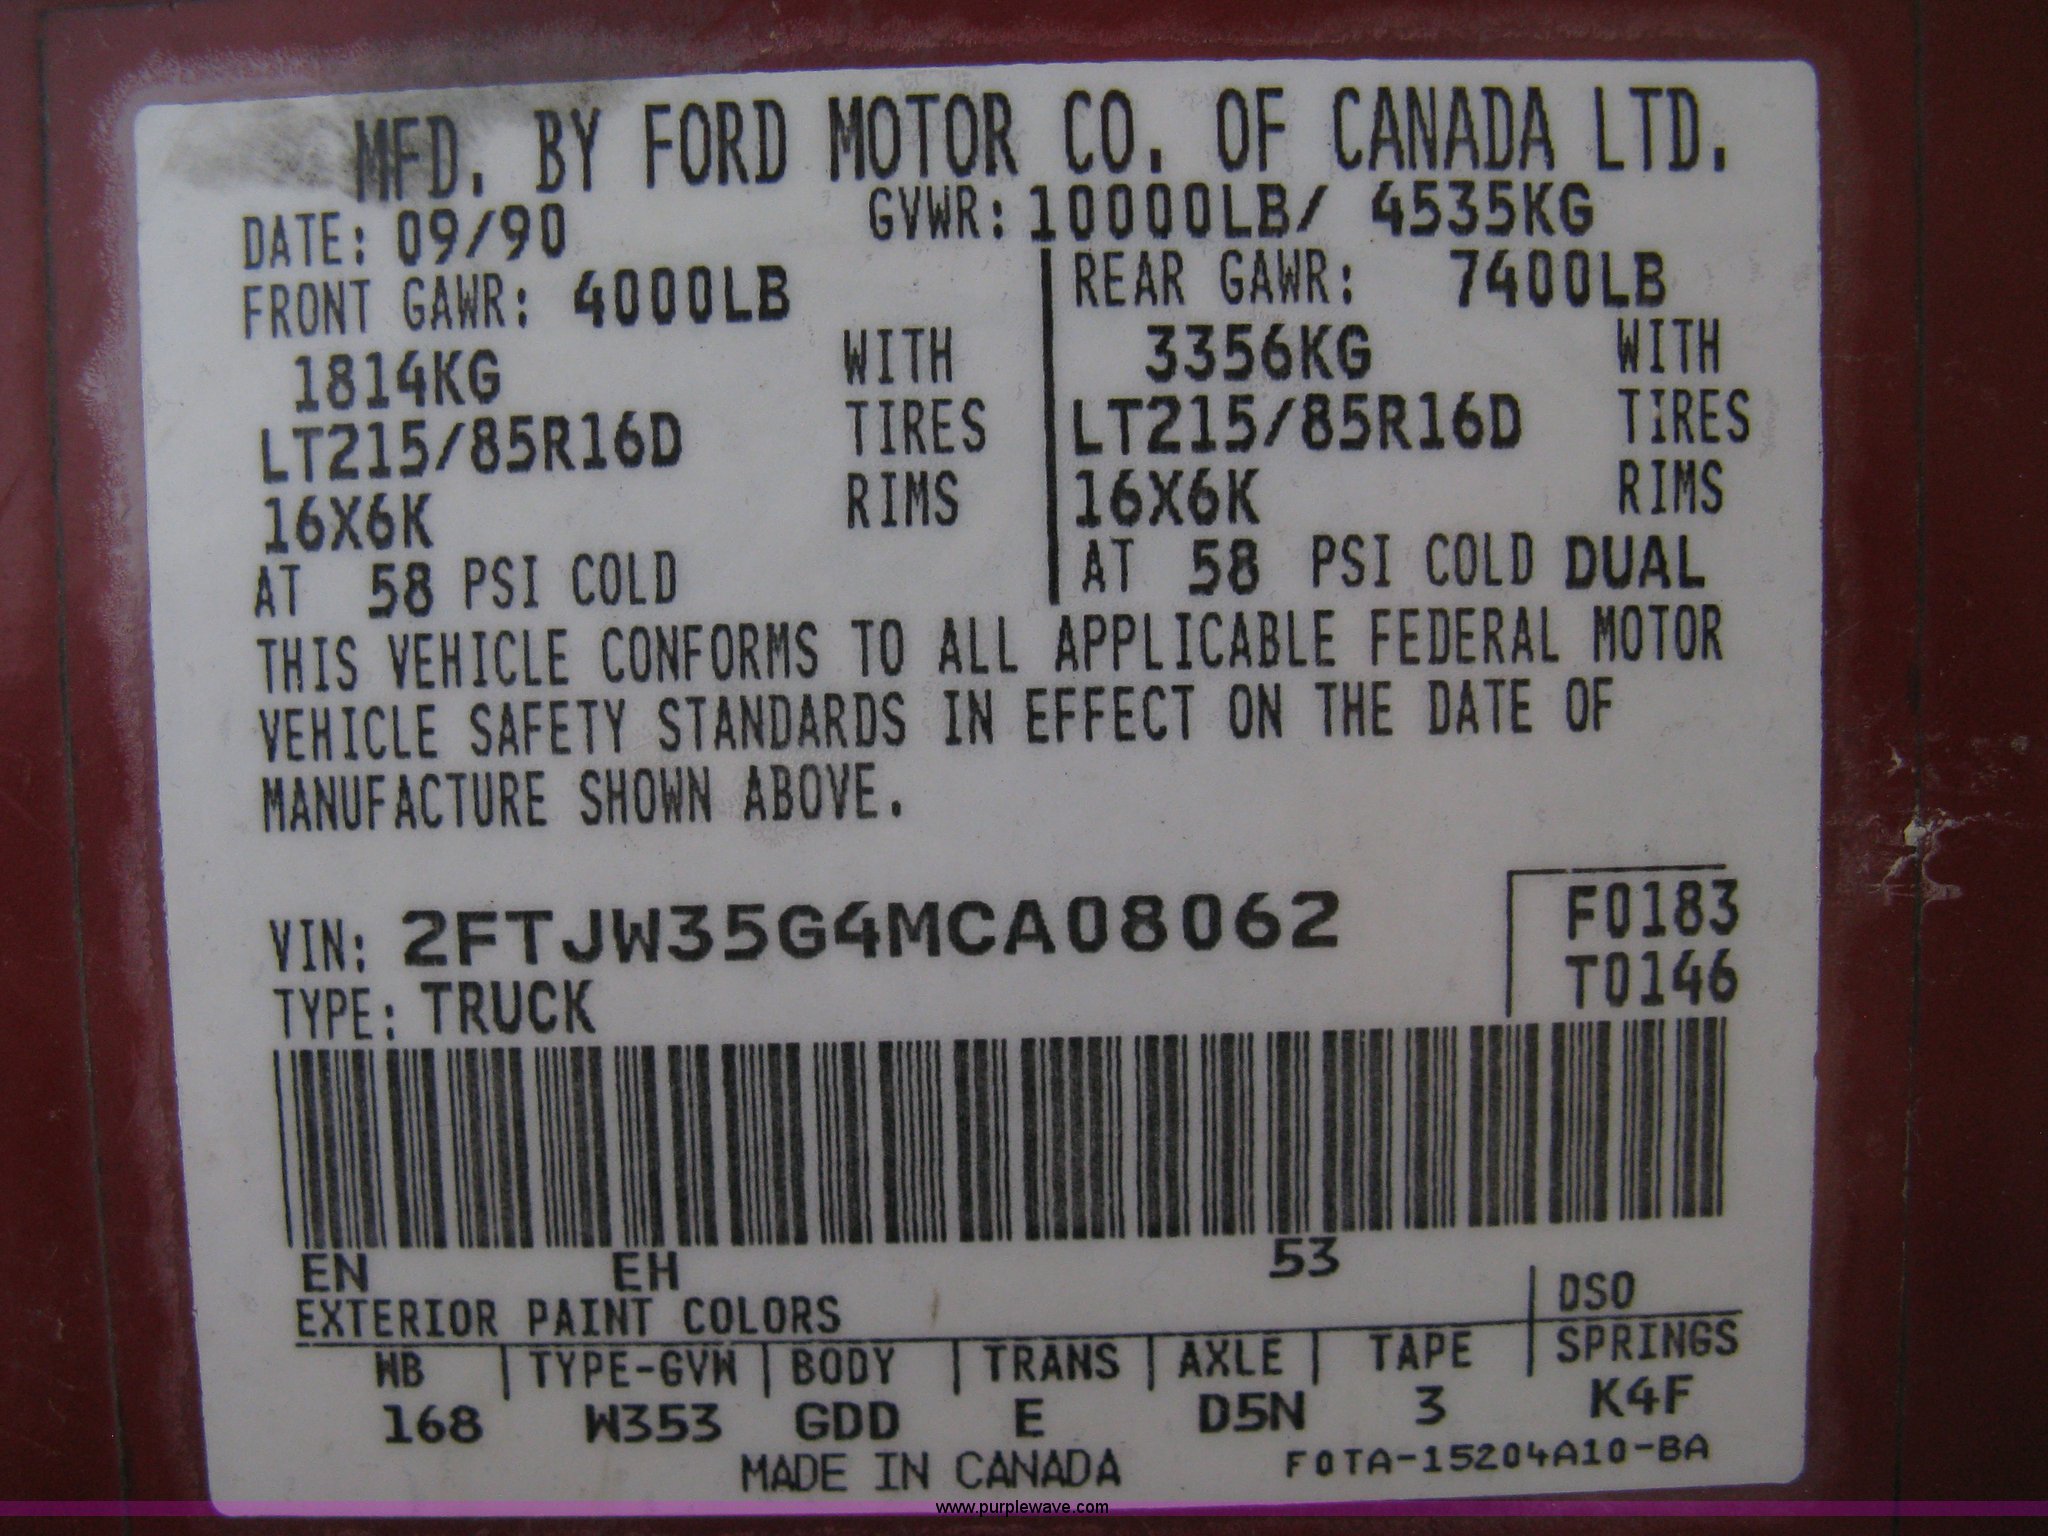 MFD. BY FORD MOTOR CO. OF CANADA LTD.
DATE: 09/90 GVWR: 10000LB/ 4535KG
FRONT GAWR: 4000LB REAR GAWR: 7400LB
1814KG WITH 3356KG WITH
LT215/85R16D TIRES LT215/85R16D TIRES
16X6K RIMS 16X6K RIMS
AT 58 PSI COLD AT 58 PSI COLD DUAL
THIS VEHICLE CONFORMS TO ALL APPLICABLE FEDERAL MOTOR
VEHICLE SAFETY STANDARDS IN EFFECT ON THE DATE OF
MANUFACTURE SHOWN ABOVE.
VIN: 2FTJW35G4MCA08062 F0183
TYPE: TRUCK T0146
EN EH 53
EXTERIOR PAINT COLORS DSO
WB TYPE-GVW BODY TRANS AXLE TAPE SPRINGS
168 W353 GDD E D5N 3 K4F
MADE IN CANADA F0TA-15204A10-BA
www.purplewave.com